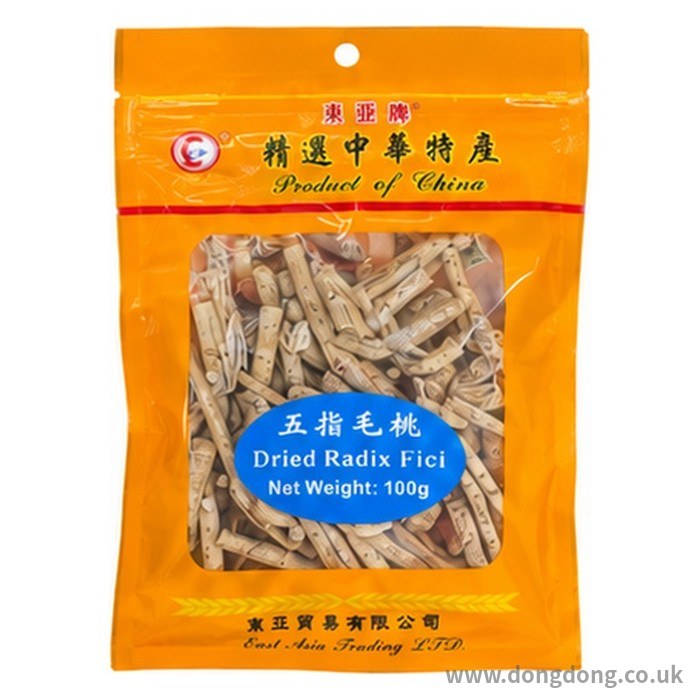 東亚牌®
精選中華特産
Product of China
五指毛桃
Dried Radix Fici
Net Weight: 100g
東亚貿易有限公司
East Asia Trading LTD.
www.dongdong.co.uk